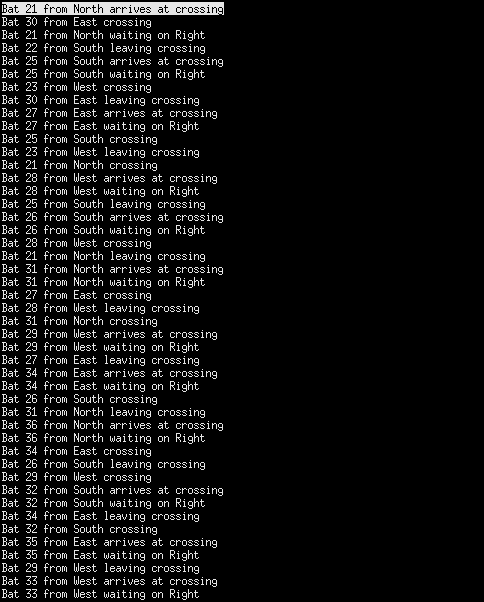 Bat 21 from North arrives at crossing
Bat 30 from East crossing
Bat 21 from North waiting on Right
Bat 22 from South leaving crossing
Bat 25 from South arrives at crossing
Bat 25 from South waiting on Right
Bat 23 from West crossing
Bat 30 from East leaving crossing
Bat 27 from East arrives at crossing
Bat 27 from East waiting on Right
Bat 25 from South crossing
Bat 23 from West leaving crossing
Bat 21 from North crossing
Bat 28 from West arrives at crossing
Bat 28 from West waiting on Right
Bat 25 from South leaving crossing
Bat 26 from South arrives at crossing
Bat 26 from South waiting on Right
Bat 28 from West crossing
Bat 21 from North leaving crossing
Bat 31 from North arrives at crossing
Bat 31 from North waiting on Right
Bat 27 from East crossing
Bat 28 from West leaving crossing
Bat 31 from North crossing
Bat 29 from West arrives at crossing
Bat 29 from West waiting on Right
Bat 27 from East leaving crossing
Bat 34 from East arrives at crossing
Bat 34 from East waiting on Right
Bat 26 from South crossing
Bat 31 from North leaving crossing
Bat 36 from North arrives at crossing
Bat 36 from North waiting on Right
Bat 34 from East crossing
Bat 26 from South leaving crossing
Bat 29 from West crossing
Bat 32 from South arrives at crossing
Bat 32 from South waiting on Right
Bat 34 from East leaving crossing
Bat 32 from South crossing
Bat 35 from East arrives at crossing
Bat 35 from East waiting on Right
Bat 29 from West leaving crossing
Bat 33 from West arrives at crossing
Bat 33 from West waiting on Right